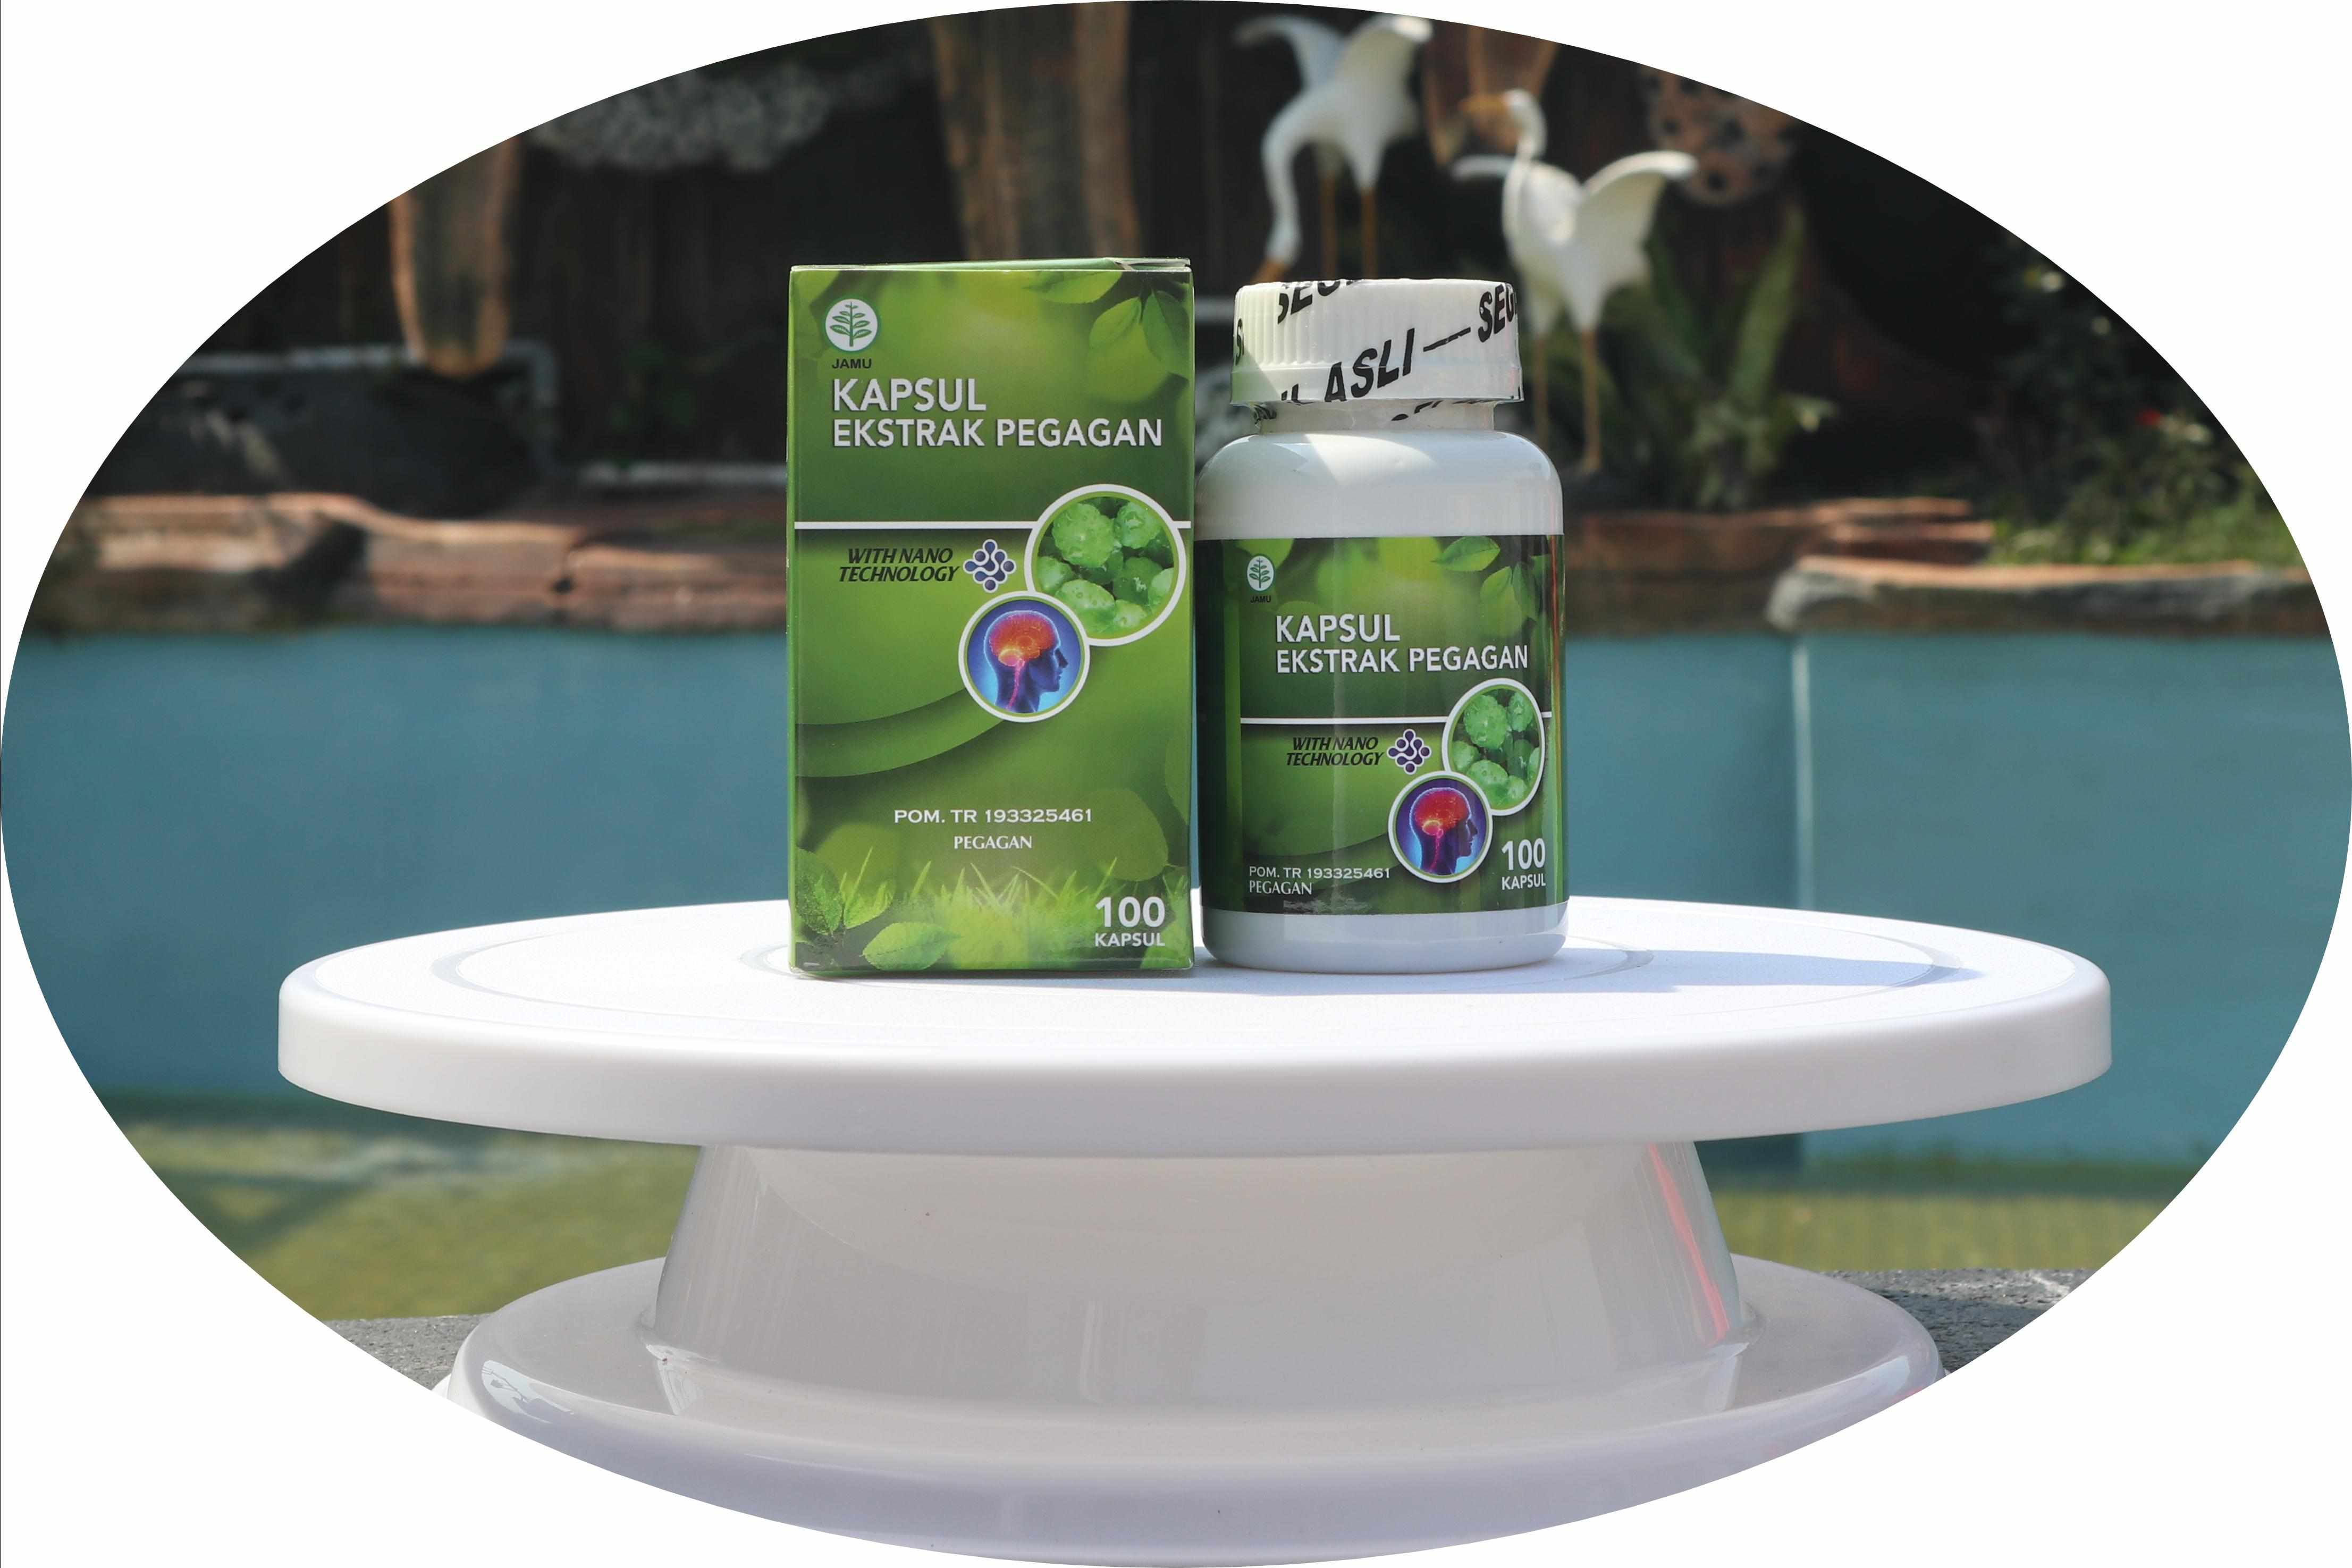 JAMU
KAPSUL
EKSTRAK PEGAGAN
WITH NANO
TECHNOLOGY
POM. TR 193325461
PEGAGAN
100
KAPSUL
ASLI — SEG
JAMU
KAPSUL
EKSTRAK PEGAGAN
WITH NANO
TECHNOLOGY
POM. TR 193325461
PEGAGAN
100
KAPSUL